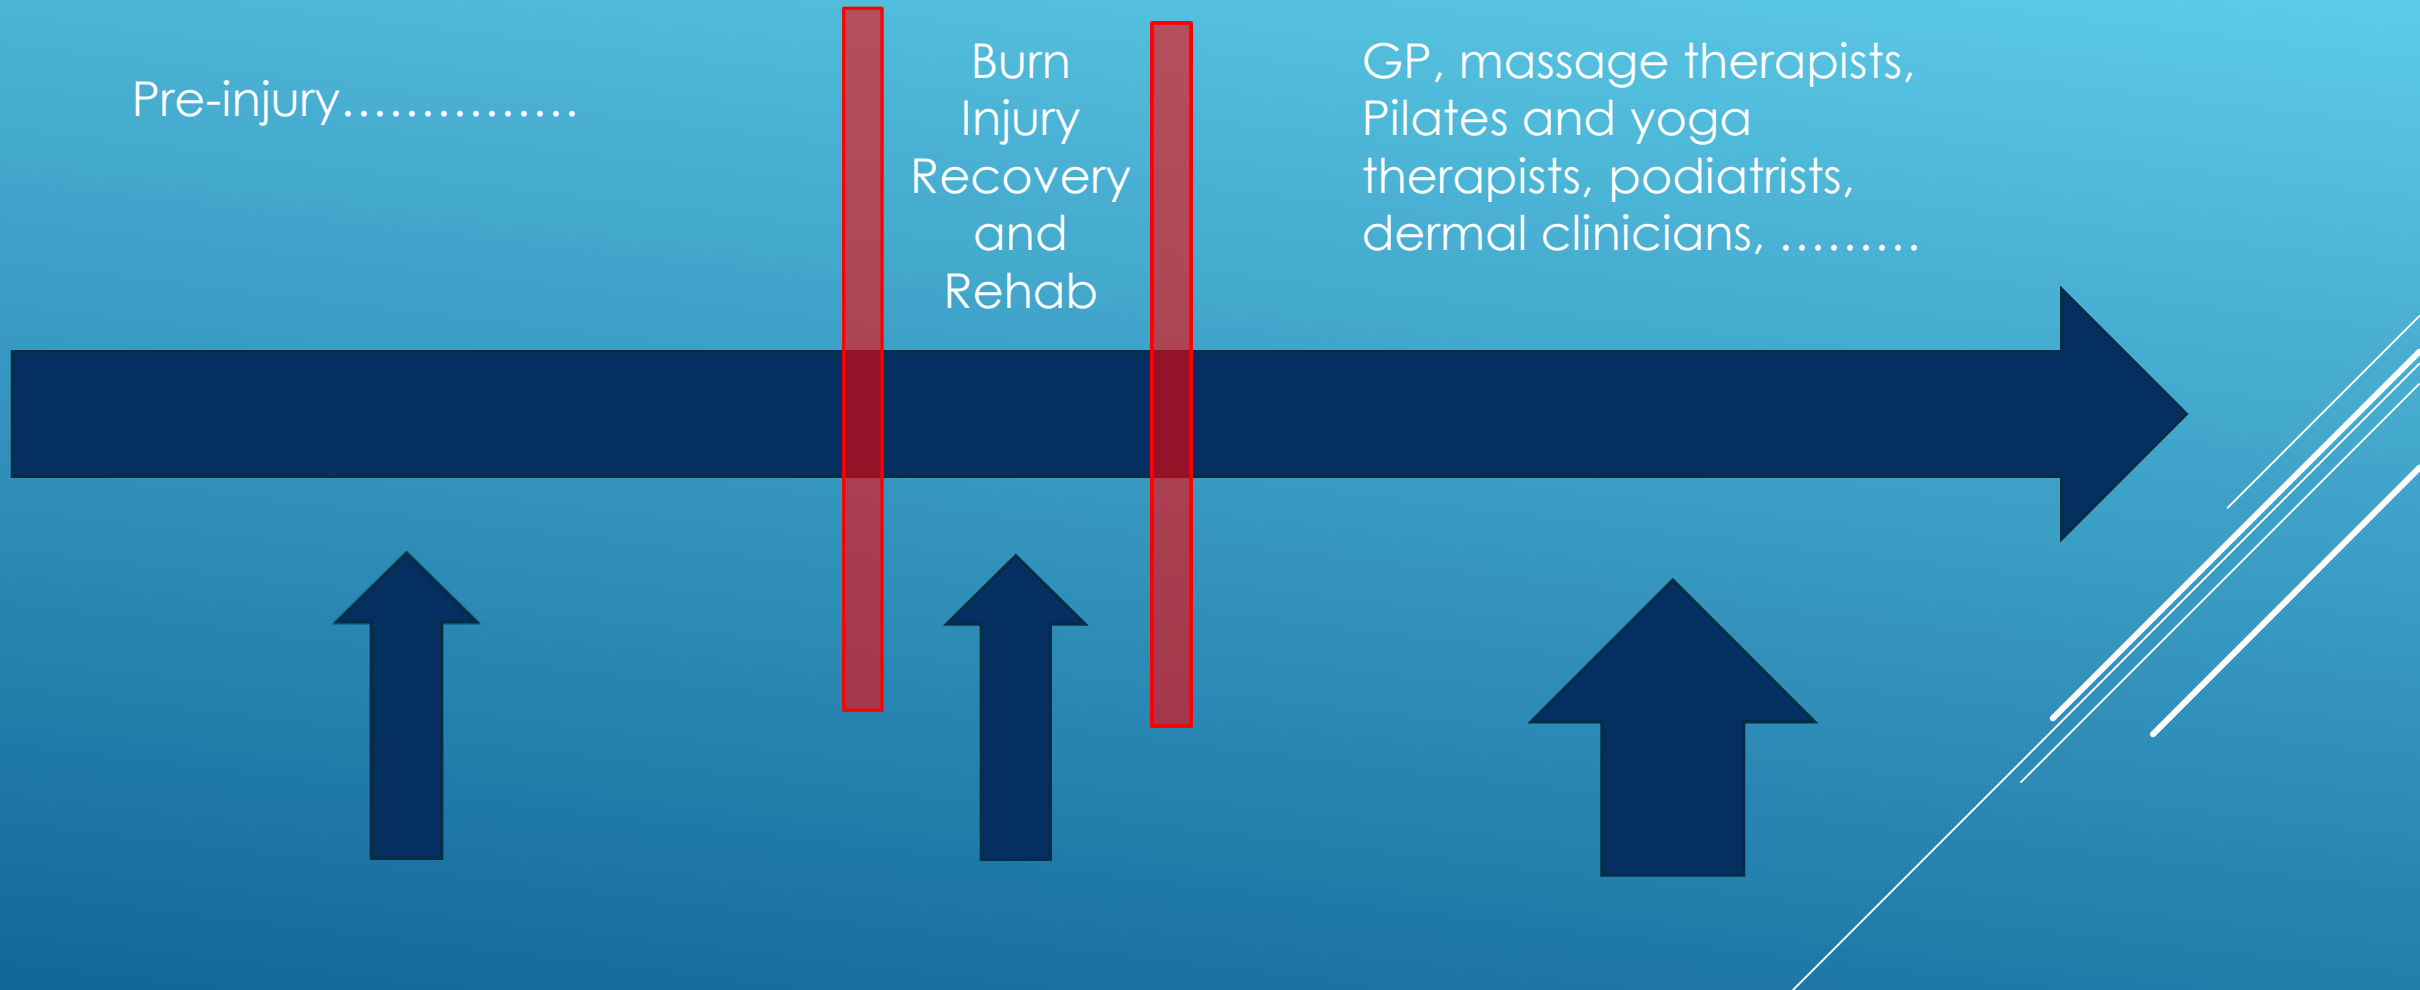 Pre-injury……………
Burn
Injury
Recovery
and
Rehab
GP, massage therapists,
Pilates and yoga
therapists, podiatrists,
dermal clinicians, ………